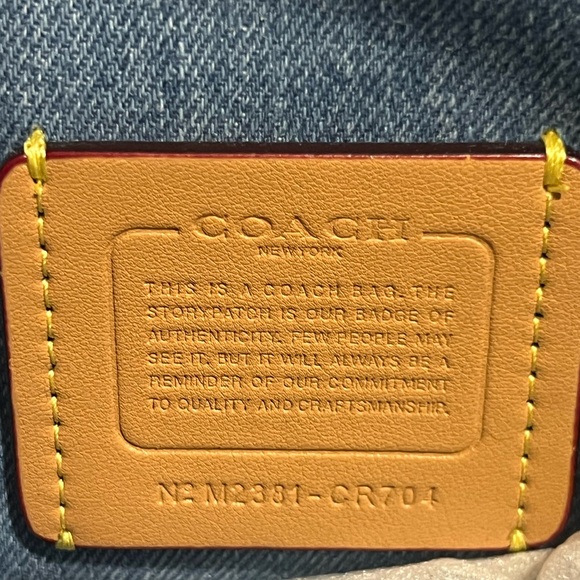 COACH
NEW YORK
THIS IS A COACH BAG. THE
STORYPATCH IS OUR BADGE OF
AUTHENTICITY. FEW PEOPLE MAY
SEE IT. BUT IT WILL ALWAYS BE A
REMINDER OF OUR COMMITMENT
TO QUALITY AND CRAFTSMANSHIP.
Nº M2381-CR704